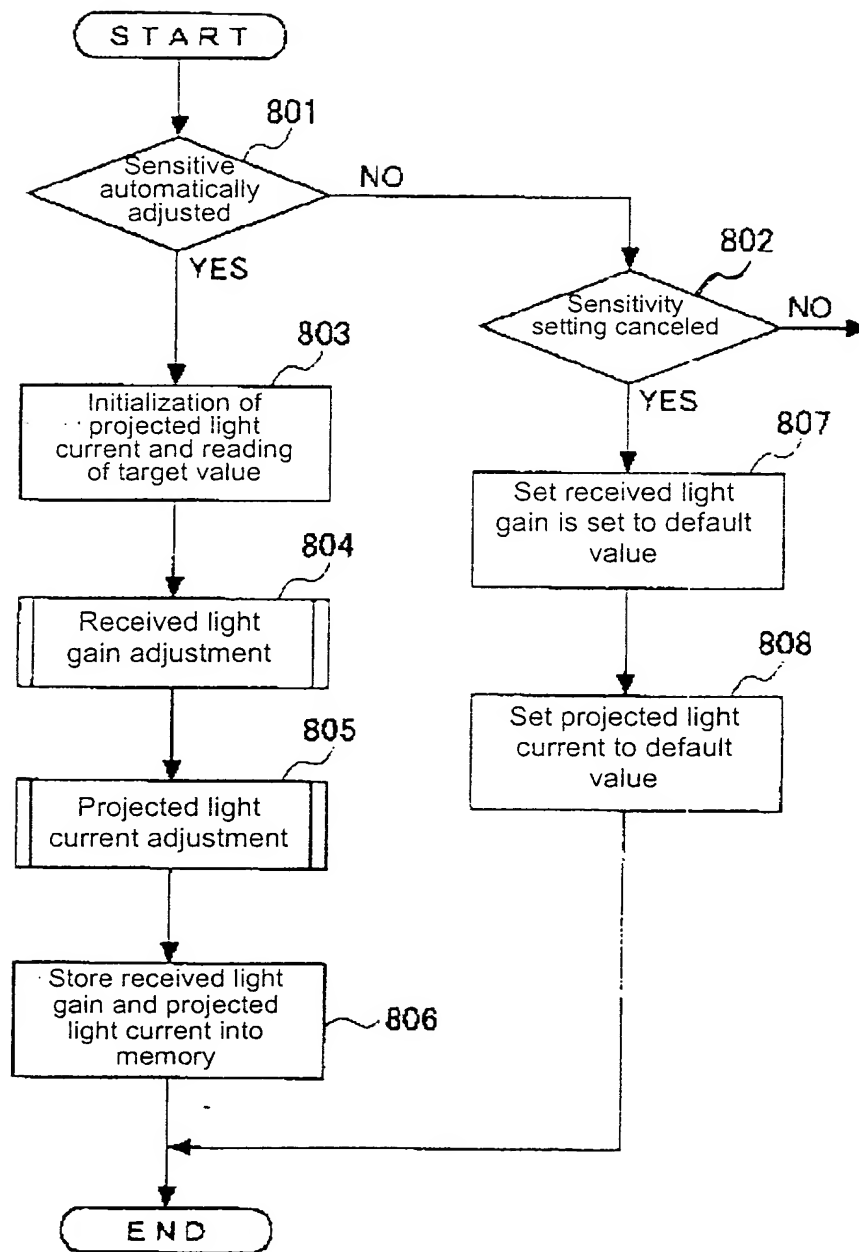 START
801
Sensitive
automatically
adjusted
NO
YES
802
Sensitivity
setting canceled
NO
YES
803
Initialization of
projected light
current and reading
of target value
807
Set received light
gain is set to default
value
804
Received light
gain adjustment
808
Set projected light
current to default
value
805
Projected light
current adjustment
Store received light
gain and projected
light current into
memory
806
END